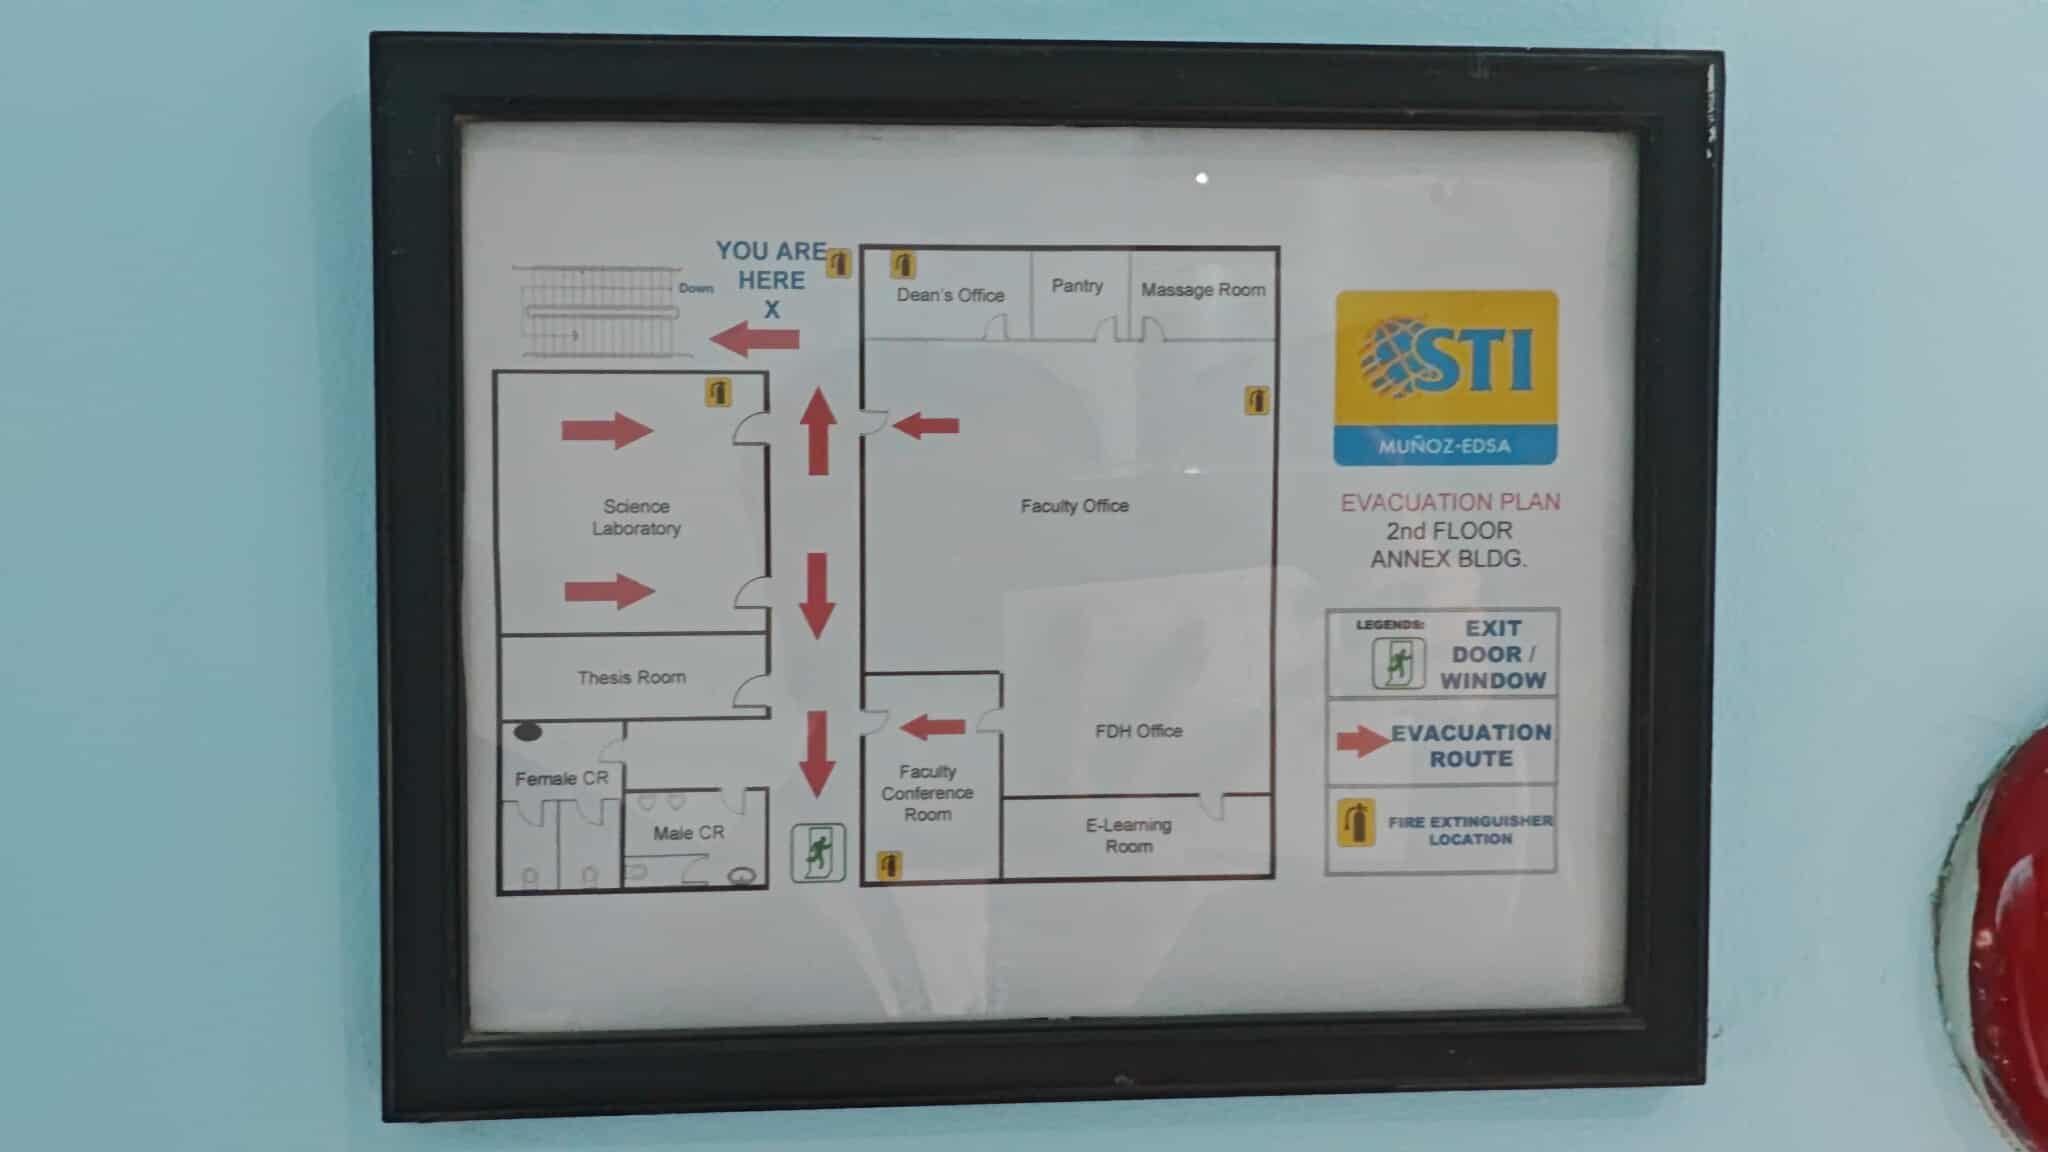 YOU ARE
HERE
X
Down
Dean's Office
Pantry
Massage Room
Science
Laboratory
Faculty Office
Thesis Room
Female CR
Male CR
Faculty
Conference
Room
FDH Office
E-Learning
Room
STI
MUÑOZ-EDSA
EVACUATION PLAN
2nd FLOOR
ANNEX BLDG.
LEGENDS:
EXIT
DOOR /
WINDOW
EVACUATION
ROUTE
FIRE EXTINGUISHER
LOCATION